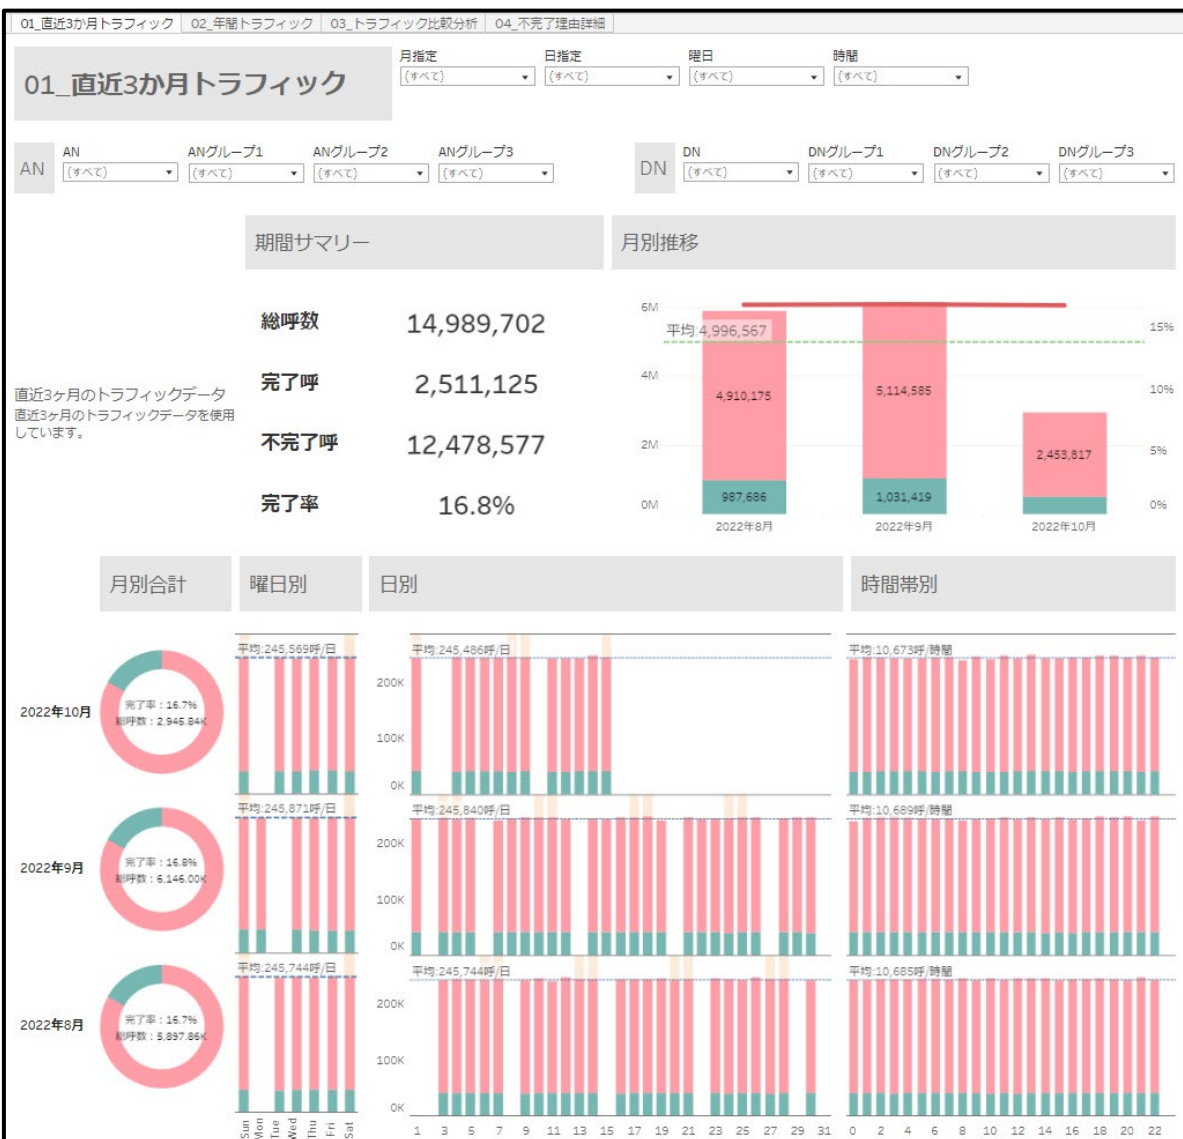 01_直近3か月トラフィック 02_年間トラフィック 03_トラフィック比較分析 04_不完了理由詳細
01_直近3か月トラフィック
月指定 日指定 曜日 時間
(すべて) (すべて) (すべて) (すべて)
AN
AN ANグループ1 ANグループ2 ANグループ3
(すべて) (すべて) (すべて) (すべて)
DN
DN DNグループ1 DNグループ2 DNグループ3
(すべて) (すべて) (すべて) (すべて)
直近3ヶ月のトラフィックデータ
直近3ヶ月のトラフィックデータを使用
しています。
期間サマリー
総呼数 14,989,702
完了呼 2,511,125
不完了呼 12,478,577
完了率 16.8%
月別推移
6M
4M
2M
0M
平均:4,996,567
4,910,175 5,114,585 2,453,817
987,686 1,031,419
15%
10%
5%
0%
2022年8月 2022年9月 2022年10月
月別合計 曜日別 日別 時間帯別
2022年10月
完了率：16.7%
総呼数：2,945.84K
平均:245,569呼/日
平均:245,486呼/日
200K
100K
0K
平均:10,673呼/時間
2022年9月
完了率：16.8%
総呼数：6,146.00K
平均:245,871呼/日
平均:245,840呼/日
200K
100K
0K
平均:10,689呼/時間
2022年8月
完了率：16.7%
総呼数：5,897.86K
平均:245,744呼/日
平均:245,744呼/日
200K
100K
0K
平均:10,685呼/時間
Sun Mon Tue Wed Thu Fri Sat
1 3 5 7 9 11 13 15 17 19 21 23 25 27 29 31
0 2 4 6 8 10 12 14 16 18 20 22